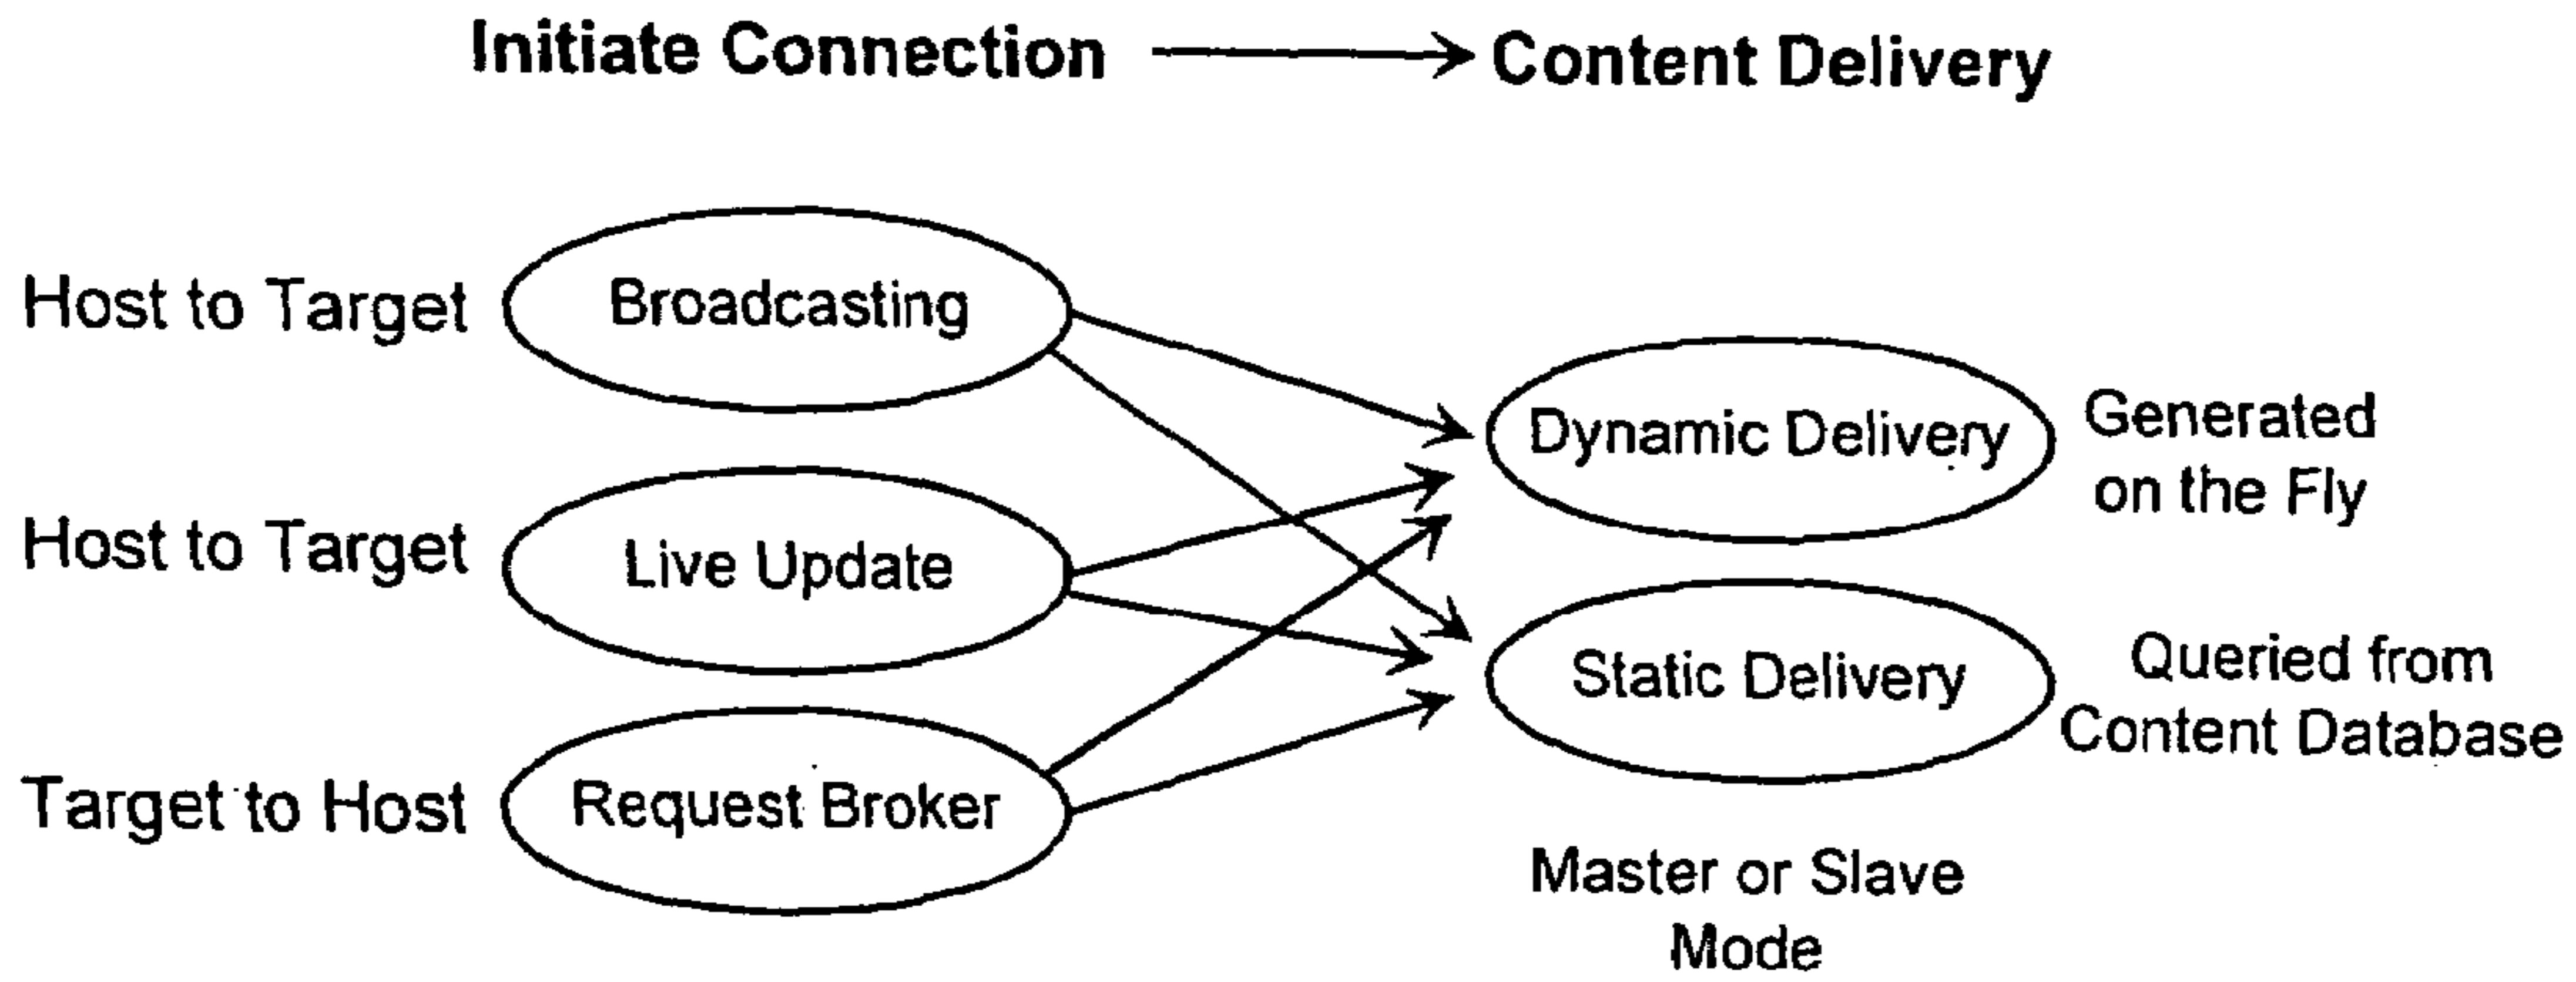 Initiate Connection
Content Delivery
Host to Target
Broadcasting
Dynamic Delivery
Generated
on the Fly
Host to Target
Live Update
Static Delivery
Queried from
Content Database
Target to Host
Request Broker
Master or Slave
Mode